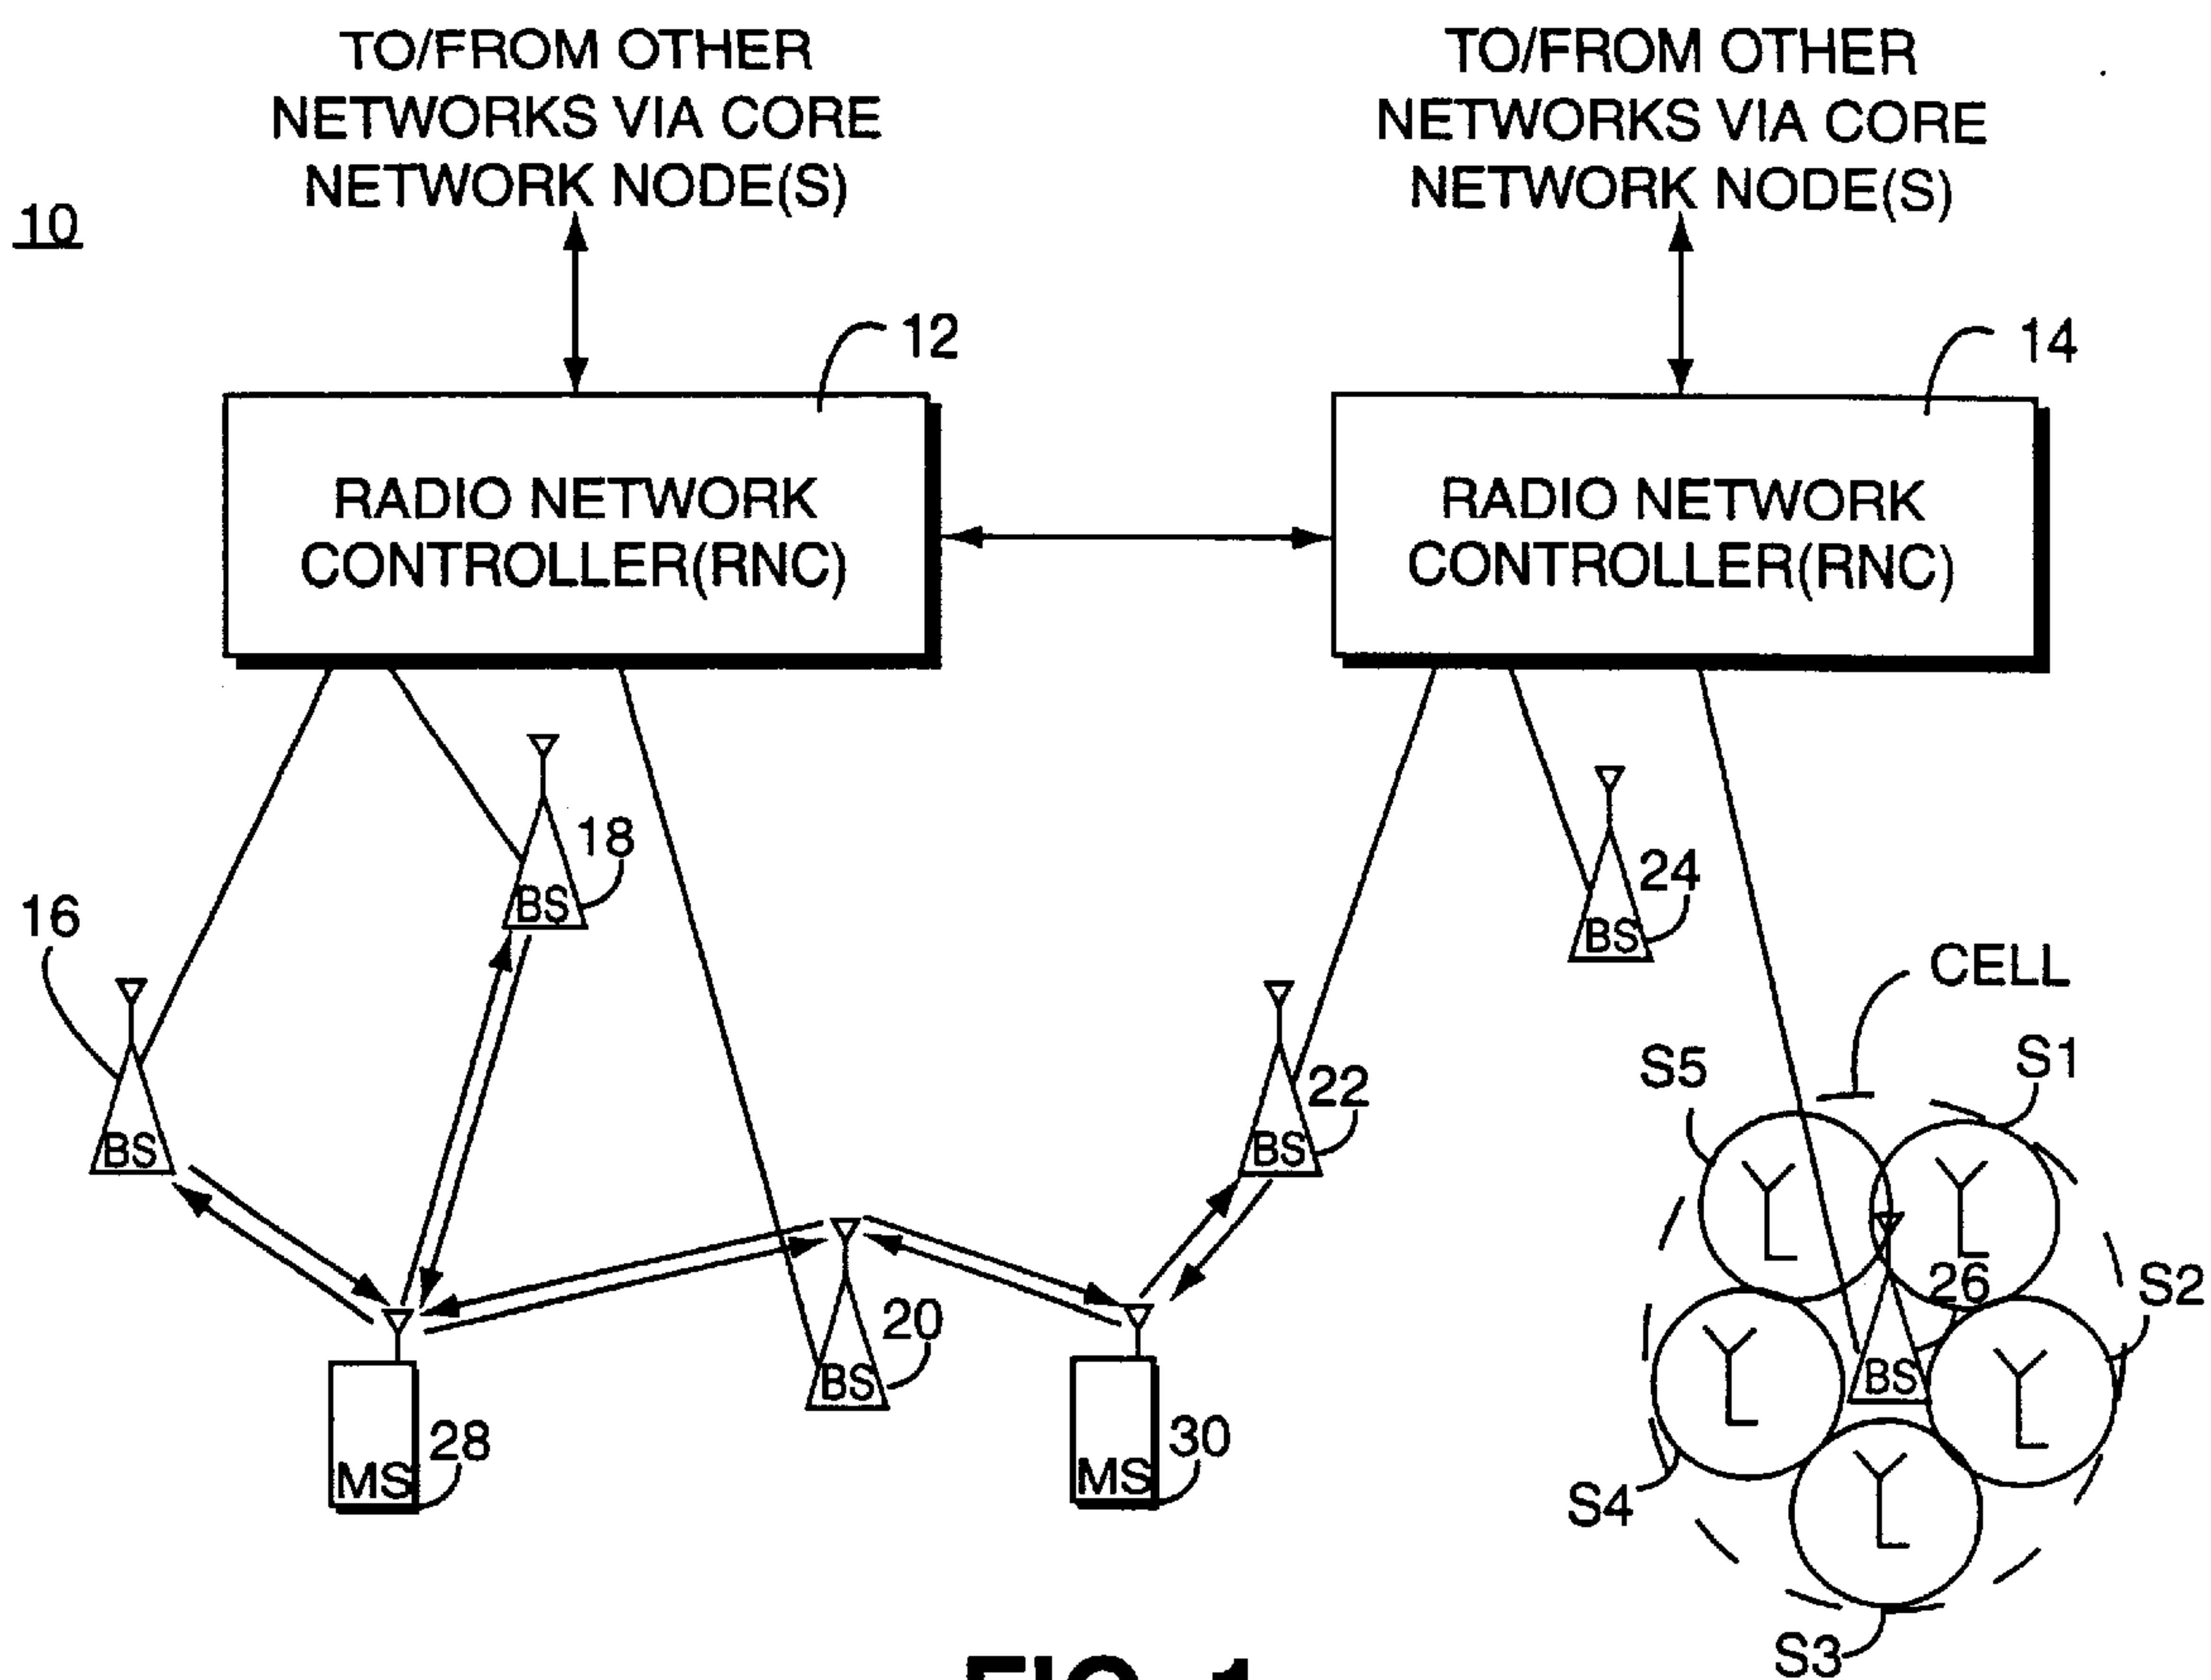 TO/FROM OTHER
NETWORKS VIA CORE
NETWORK NODE(S)
TO/FROM OTHER
NETWORKS VIA CORE
NETWORK NODE(S)
10
12
14
RADIO NETWORK
CONTROLLER(RNC)
RADIO NETWORK
CONTROLLER(RNC)
18
BS
24
BS
16
BS
CELL
S5
S1
22
BS
26
BS
S2
20
BS
28
MS
30
MS
S4
S3
FIG. 1